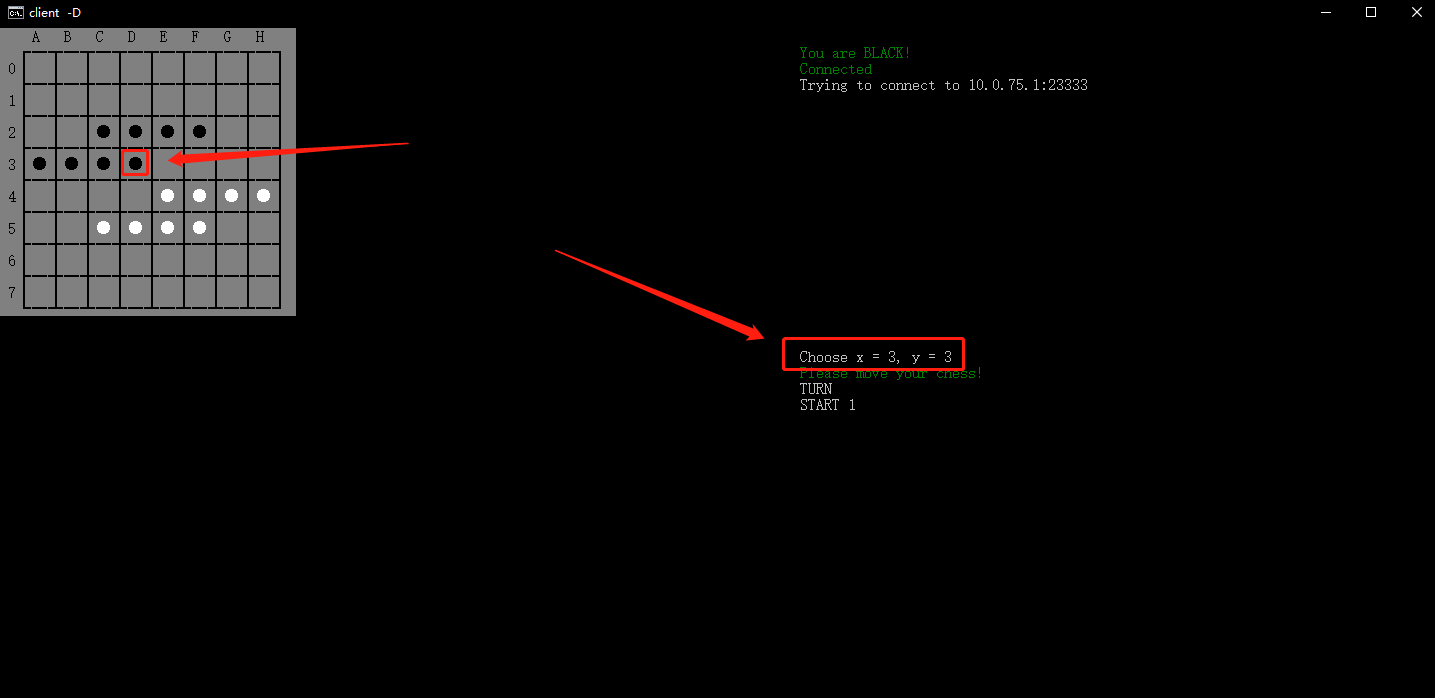 client -D
A B C D E F G H
0
1
2
3
4
5
6
7
You are BLACK!
Connected
Trying to connect to 10.0.75.1:23333
Choose x = 3, y = 3
Please move your chess!
TURN
START 1